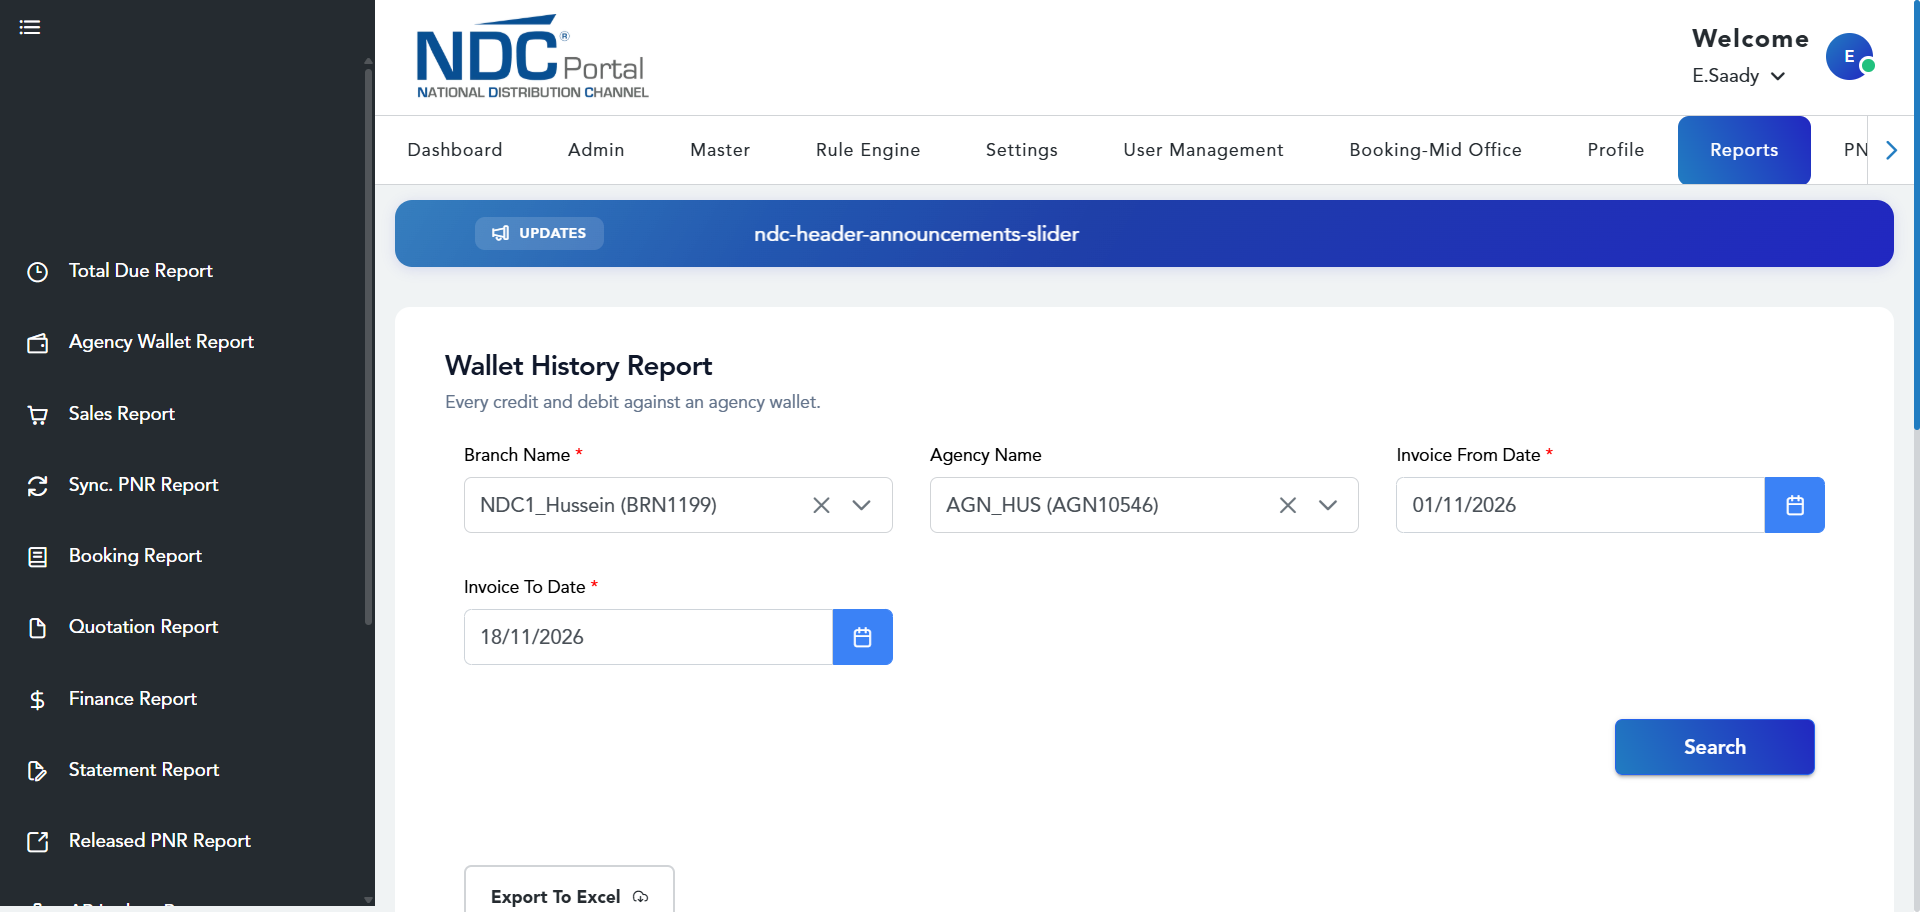 NDC® Portal
NATIONAL DISTRIBUTION CHANNEL
Welcome
E.Saady
E
Dashboard
Admin
Master
Rule Engine
Settings
User Management
Booking-Mid Office
Profile
Reports
PN
UPDATES
ndc-header-announcements-slider
Total Due Report
Agency Wallet Report
Sales Report
Sync. PNR Report
Booking Report
Quotation Report
Finance Report
Statement Report
Released PNR Report
Wallet History Report
Every credit and debit against an agency wallet.
Branch Name *
NDC1_Hussein (BRN1199)
Agency Name
AGN_HUS (AGN10546)
Invoice From Date *
01/11/2026
Invoice To Date *
18/11/2026
Search
Export To Excel